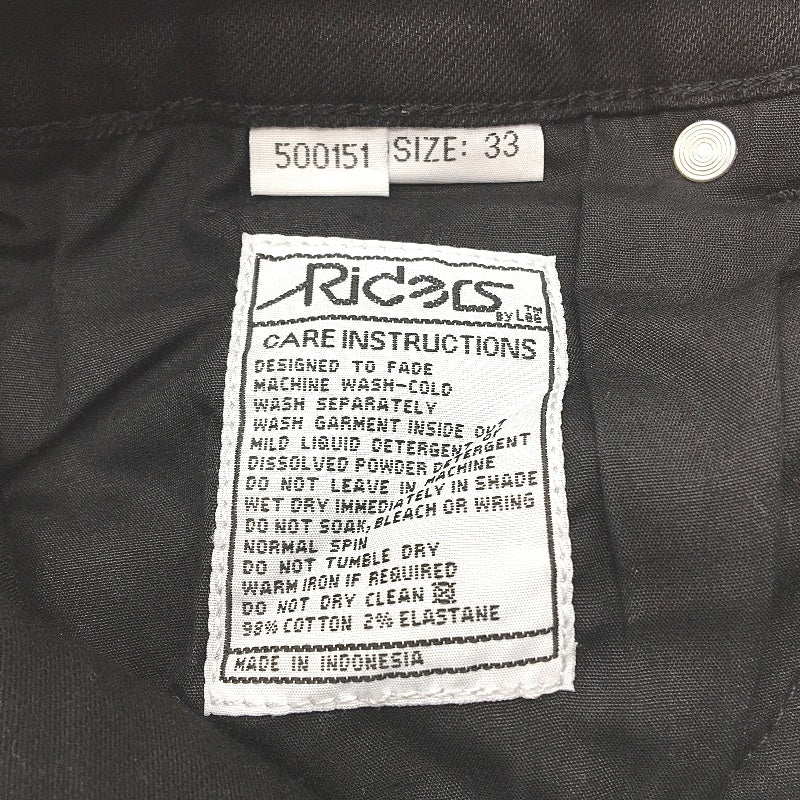 500151
SIZE: 33
Riders
By Lee™
CARE INSTRUCTIONS
DESIGNED TO FADE
MACHINE WASH-COLD
WASH SEPARATELY
WASH GARMENT INSIDE OUT
MILD LIQUID DETERGENT OR
DISSOLVED POWDER DETERGENT
DO NOT LEAVE IN MACHINE
WET DRY IMMEDIATELY IN SHADE
DO NOT SOAK, BLEACH OR WRING
NORMAL SPIN
DO NOT TUMBLE DRY
WARM IRON IF REQUIRED
DO NOT DRY CLEAN
98% COTTON 2% ELASTANE
MADE IN INDONESIA